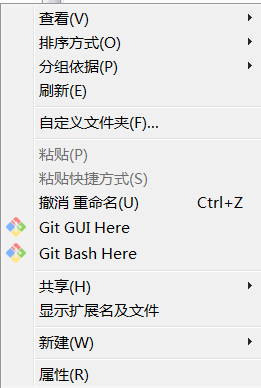 查看(V)
排序方式(O)
分组依据(P)
刷新(E)
自定义文件夹(F)...
粘贴(P)
粘贴快捷方式(S)
撤消 重命名(U) Ctrl+Z
Git GUI Here
Git Bash Here
共享(H)
显示扩展名及文件
新建(W)
属性(R)